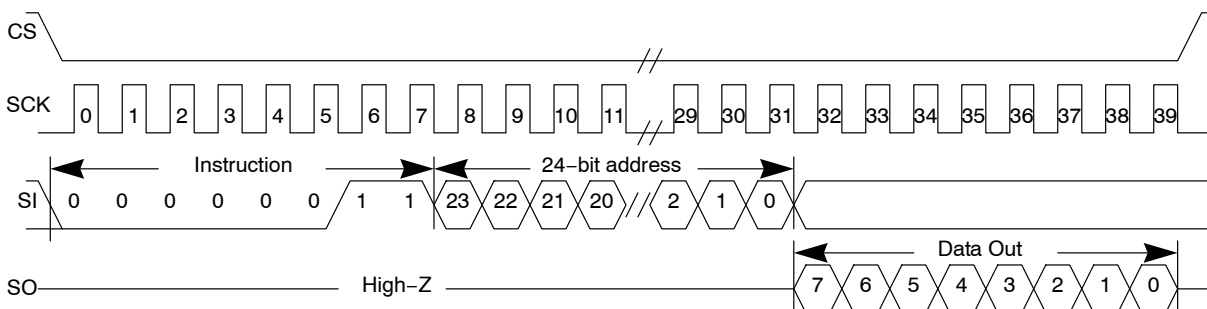 CS
SCK 0 1 2 3 4 5 6 7 8 9 10 11 29 30 31 32 33 34 35 36 37 38 39
Instruction 24−bit address
SI 0 0 0 0 0 0 1 1 23 22 21 20 2 1 0
Data Out
SO High−Z 7 6 5 4 3 2 1 0